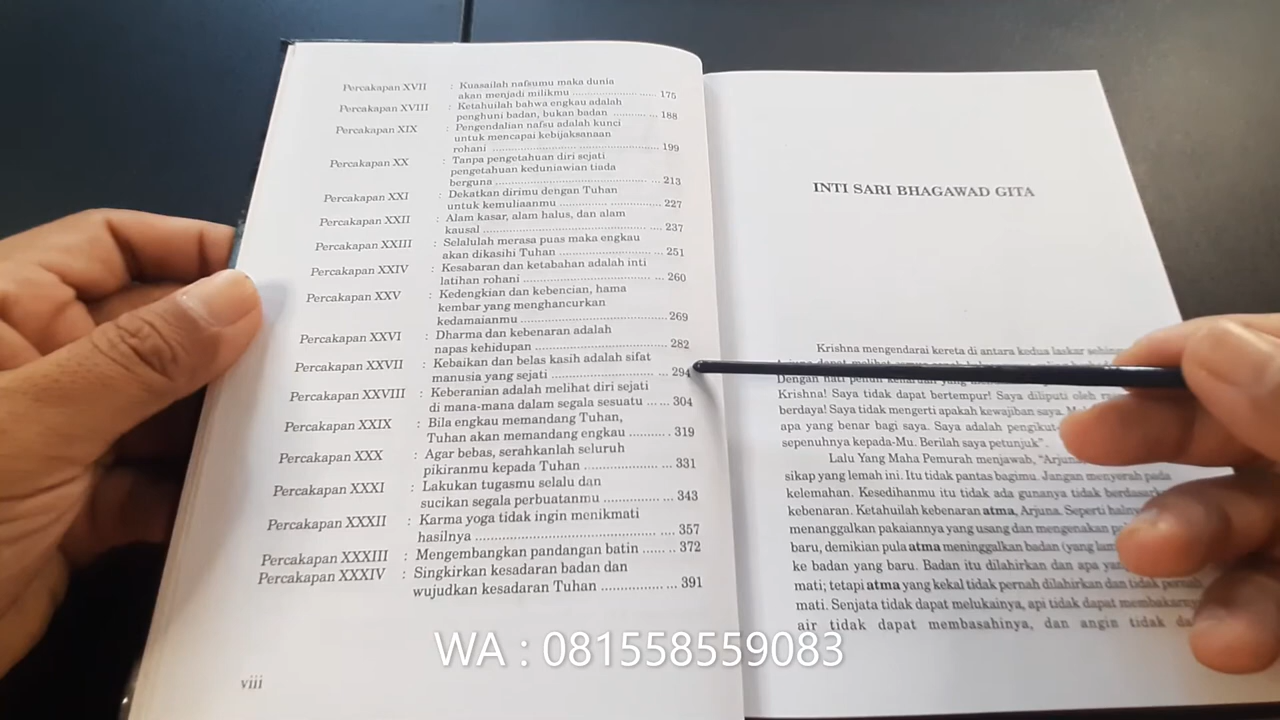 Percakapan XVII : Kuasailah nafsumu maka dunia
akan menjadi milikmu ........................ 175
Percakapan XVIII : Ketahuilah bahwa engkau adalah
penghuni badan, bukan badan ............... 188
Percakapan XIX : Pengendalian nafsu adalah kunci
untuk mencapai kebijaksanaan
rohani ........................ 199
Percakapan XX : Tanpa pengetahuan diri sejati
pengetahuan keduniawian tiada
berguna ........................ 213
Percakapan XXI : Dekatkan dirimu dengan Tuhan
untuk kemuliaanmu ........................ 227
Percakapan XXII : Alam kasar, alam halus, dan alam
kausal ........................ 237
Percakapan XXIII : Selalulah merasa puas maka engkau
akan dikasihi Tuhan ........................ 251
Percakapan XXIV : Kesabaran dan ketabahan adalah inti
latihan rohani ........................ 260
Percakapan XXV : Kedengkian dan kebencian, hama
kembar yang menghancurkan
kedamaianmu ........................ 269
Percakapan XXVI : Dharma dan kebenaran adalah
napas kehidupan ........................ 282
Percakapan XXVII : Kebaikan dan belas kasih adalah sifat
manusia yang sejati ........................ 294
Percakapan XXVIII : Keberanian adalah melihat diri sejati
di mana-mana dalam segala sesuatu ...... 304
Percakapan XXIX : Bila engkau memandang Tuhan,
Tuhan akan memandang engkau .......... 319
Percakapan XXX : Agar bebas, serahkanlah seluruh
pikiranmu kepada Tuhan .................... 331
Percakapan XXXI : Lakukan tugasmu selalu dan
sucikan segala perbuatanmu ................ 343
Percakapan XXXII : Karma yoga tidak ingin menikmati
hasilnya ........................ 357
Percakapan XXXIII : Mengembangkan pandangan batin ........ 372
Percakapan XXXIV : Singkirkan kesadaran badan dan
wujudkan kesadaran Tuhan ................ 391
viii
INTI SARI BHAGAWAD GITA
Krishna mengendarai kereta di antara kedua laskar
Dengan hati penuh
Krishna! Saya tidak dapat bertempur! Saya diliputi oleh
berdaya! Saya tidak mengerti apakah kewajiban saya.
apa yang benar bagi saya. Saya adalah
sepenuhnya kepada-Mu. Berilah saya petunjuk".
Lalu Yang Maha Pemurah menjawab,
sikap yang lemah ini. Itu tidak pantas bagimu. Jangan menyerah pada
kelemahan. Kesedihanmu itu tidak ada gunanya tidak
kebenaran. Ketahuilah kebenaran atma, Arjuna. Seperti
menanggalkan pakaiannya yang usang dan mengenakan
baru, demikian pula atma meninggalkan badan (yang
ke badan yang baru. Badan itu dilahirkan dan apa
mati; tetapi atma yang kekal tidak pernah dilahirkan dan tidak pernah
mati. Senjata tidak dapat melukainya, api tidak dapat
air tidak dapat membasahinya, dan angin tidak
WA : 081558559083